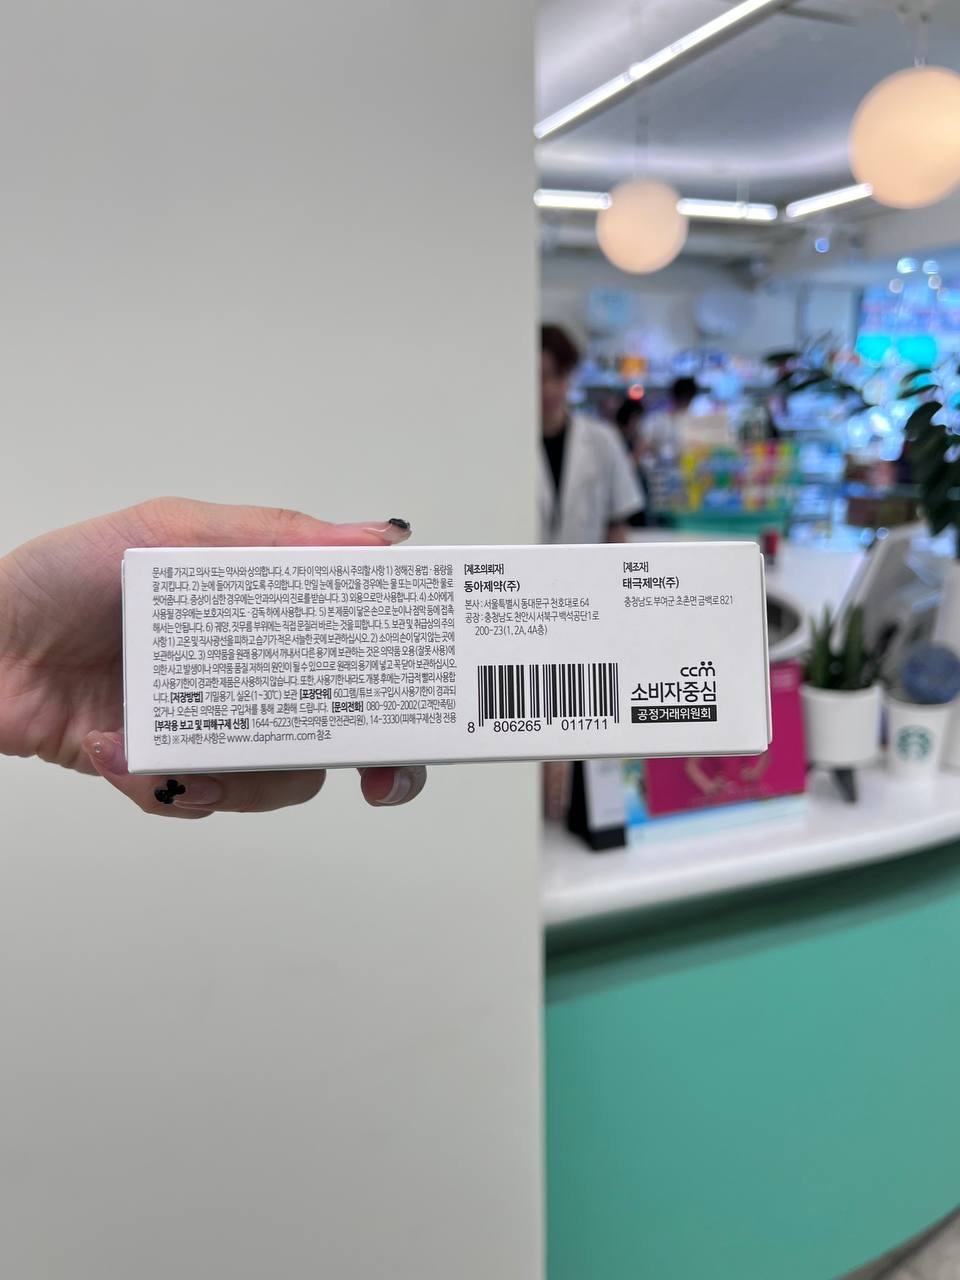 문서를 가지고 의사 또는 약사와 상의합니다. 4. 기타 이 약의 사용시 주의할 사항 1) 정해진 용법·용량을
잘 지킵니다. 2) 눈에 들어가지 않도록 주의합니다. 만일 눈에 들어갔을 경우에는 물 또는 미지근한 물로
씻어줍니다. 증상이 심한 경우에는 안과의사의 진료를 받습니다. 3) 외용으로만 사용합니다. 4) 소아에게
사용될 경우에는 보호자의 지도·감독 하에 사용합니다. 5) 본 제품이 닿은 손으로 눈이나 점막 등에 접촉
해서는 안됩니다. 6) 궤양, 짓무름 부위에는 직접 문질러 바르는 것을 피합니다. 5. 보관 및 취급상의 주의
사항 1) 고온 및 직사광선을 피하고 습기가 적은 서늘한 곳에 보관하십시오. 2) 소아의 손이 닿지 않는 곳에
보관하십시오. 3) 의약품을 원래 용기에서 꺼내서 다른 용기에 보관하는 것은 의약품 오용(잘못 사용)에
의한 사고 발생이나 의약품 품질 저하의 원인이 될 수 있으므로 원래의 용기에 넣고 꼭 닫아 보관하십시오.
4) 사용기한이 경과한 제품은 사용하지 않습니다. 또한, 사용기한 내라도 개봉 후에는 가급적 빨리 사용합
니다. [저장방법] 기밀용기, 실온(1~30℃) 보관 [포장단위] 60그램/튜브 ※구입시 사용기한이 경과되
었거나 오손된 의약품은 구입처를 통해 교환해 드립니다. [문의전화] 080-920-2002(고객만족팀)
[부작용 보고 및 피해구제 신청] 1644-6223(한국의약품 안전관리원), 14-3330(피해구제신청 전용
번호) ※ 자세한 사항은 www.dapharm.com 참조
[제조의뢰자]
동아제약(주)
본사 : 서울특별시 동대문구 천호대로 64
공장 : 충청남도 천안시 서북구 백석공단1로
200-23(1, 2A, 4A층)
[제조자]
태극제약(주)
충청남도 부여군 초촌면 금백로 821
8 806265 011711
ccm
소비자중심
공정거래위원회